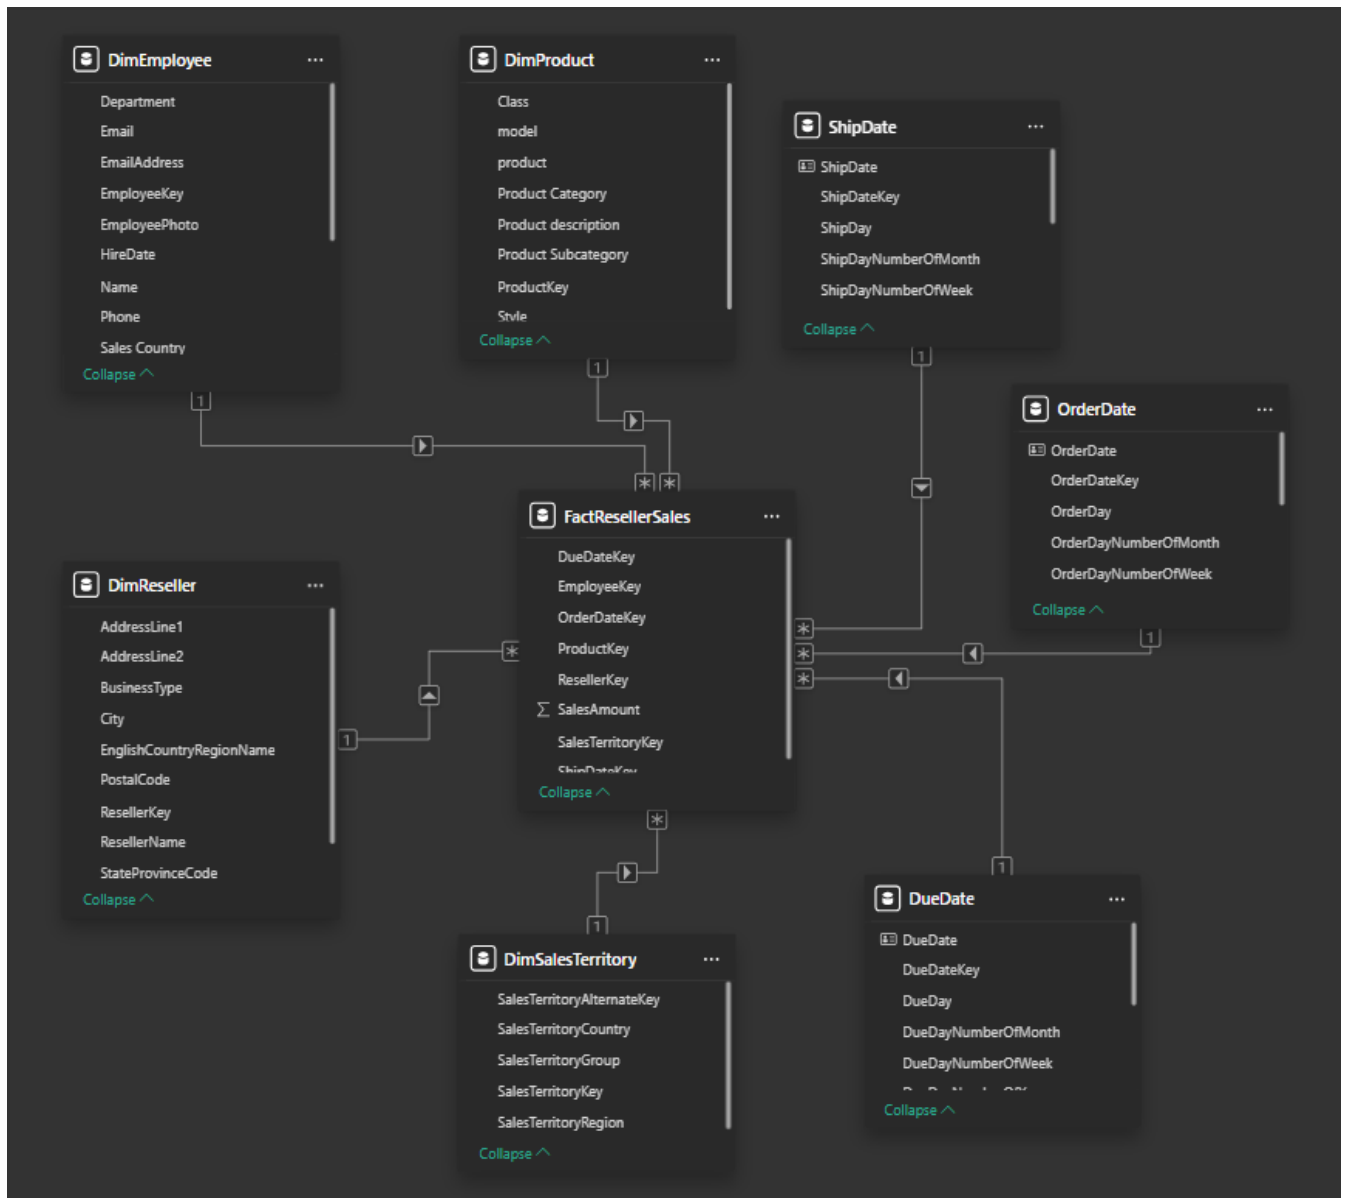 DimEmployee
Department
Email
EmailAddress
EmployeeKey
EmployeePhoto
HireDate
Name
Phone
Sales Country
Collapse
1
DimProduct
Class
model
product
Product Category
Product description
Product Subcategory
ProductKey
Style
Collapse
1
ShipDate
ShipDate
ShipDateKey
ShipDay
ShipDayNumberOfMonth
ShipDayNumberOfWeek
Collapse
1
OrderDate
OrderDate
OrderDateKey
OrderDay
OrderDayNumberOfMonth
OrderDayNumberOfWeek
Collapse
1
* *
FactResellerSales
DueDateKey
EmployeeKey
OrderDateKey
ProductKey
ResellerKey
Σ SalesAmount
SalesTerritoryKey
ShipDateKey
Collapse
*
*
*
*
*
DimReseller
AddressLine1
AddressLine2
BusinessType
City
EnglishCountryRegionName
PostalCode
ResellerKey
ResellerName
StateProvinceCode
Collapse
1
1
DimSalesTerritory
SalesTerritoryAlternateKey
SalesTerritoryCountry
SalesTerritoryGroup
SalesTerritoryKey
SalesTerritoryRegion
Collapse
1
DueDate
DueDate
DueDateKey
DueDay
DueDayNumberOfMonth
DueDayNumberOfWeek
Collapse